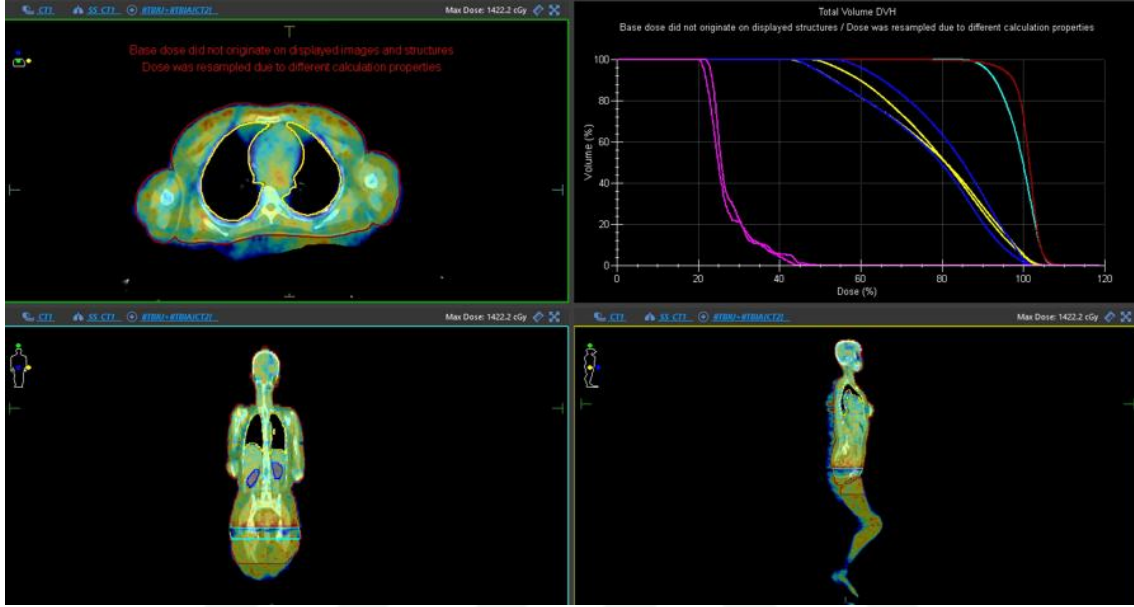 CT1 SS_CT1 #TBI/+#TBIA(CT2) Max Dose: 1422.2 cGy
Base dose did not originate on displayed images and structures
Dose was resampled due to different calculation properties
Total Volume DVH
Base dose did not originate on displayed structures / Dose was resampled due to different calculation properties
100
80
60
40
20
0
Volume (%)
0 20 40 60 80 100 120
Dose (%)
CT1 SS_CT1 Max Dose: 1422.2 cGy
CT1 SS_CT1 Max Dose: 1422.2 cGy